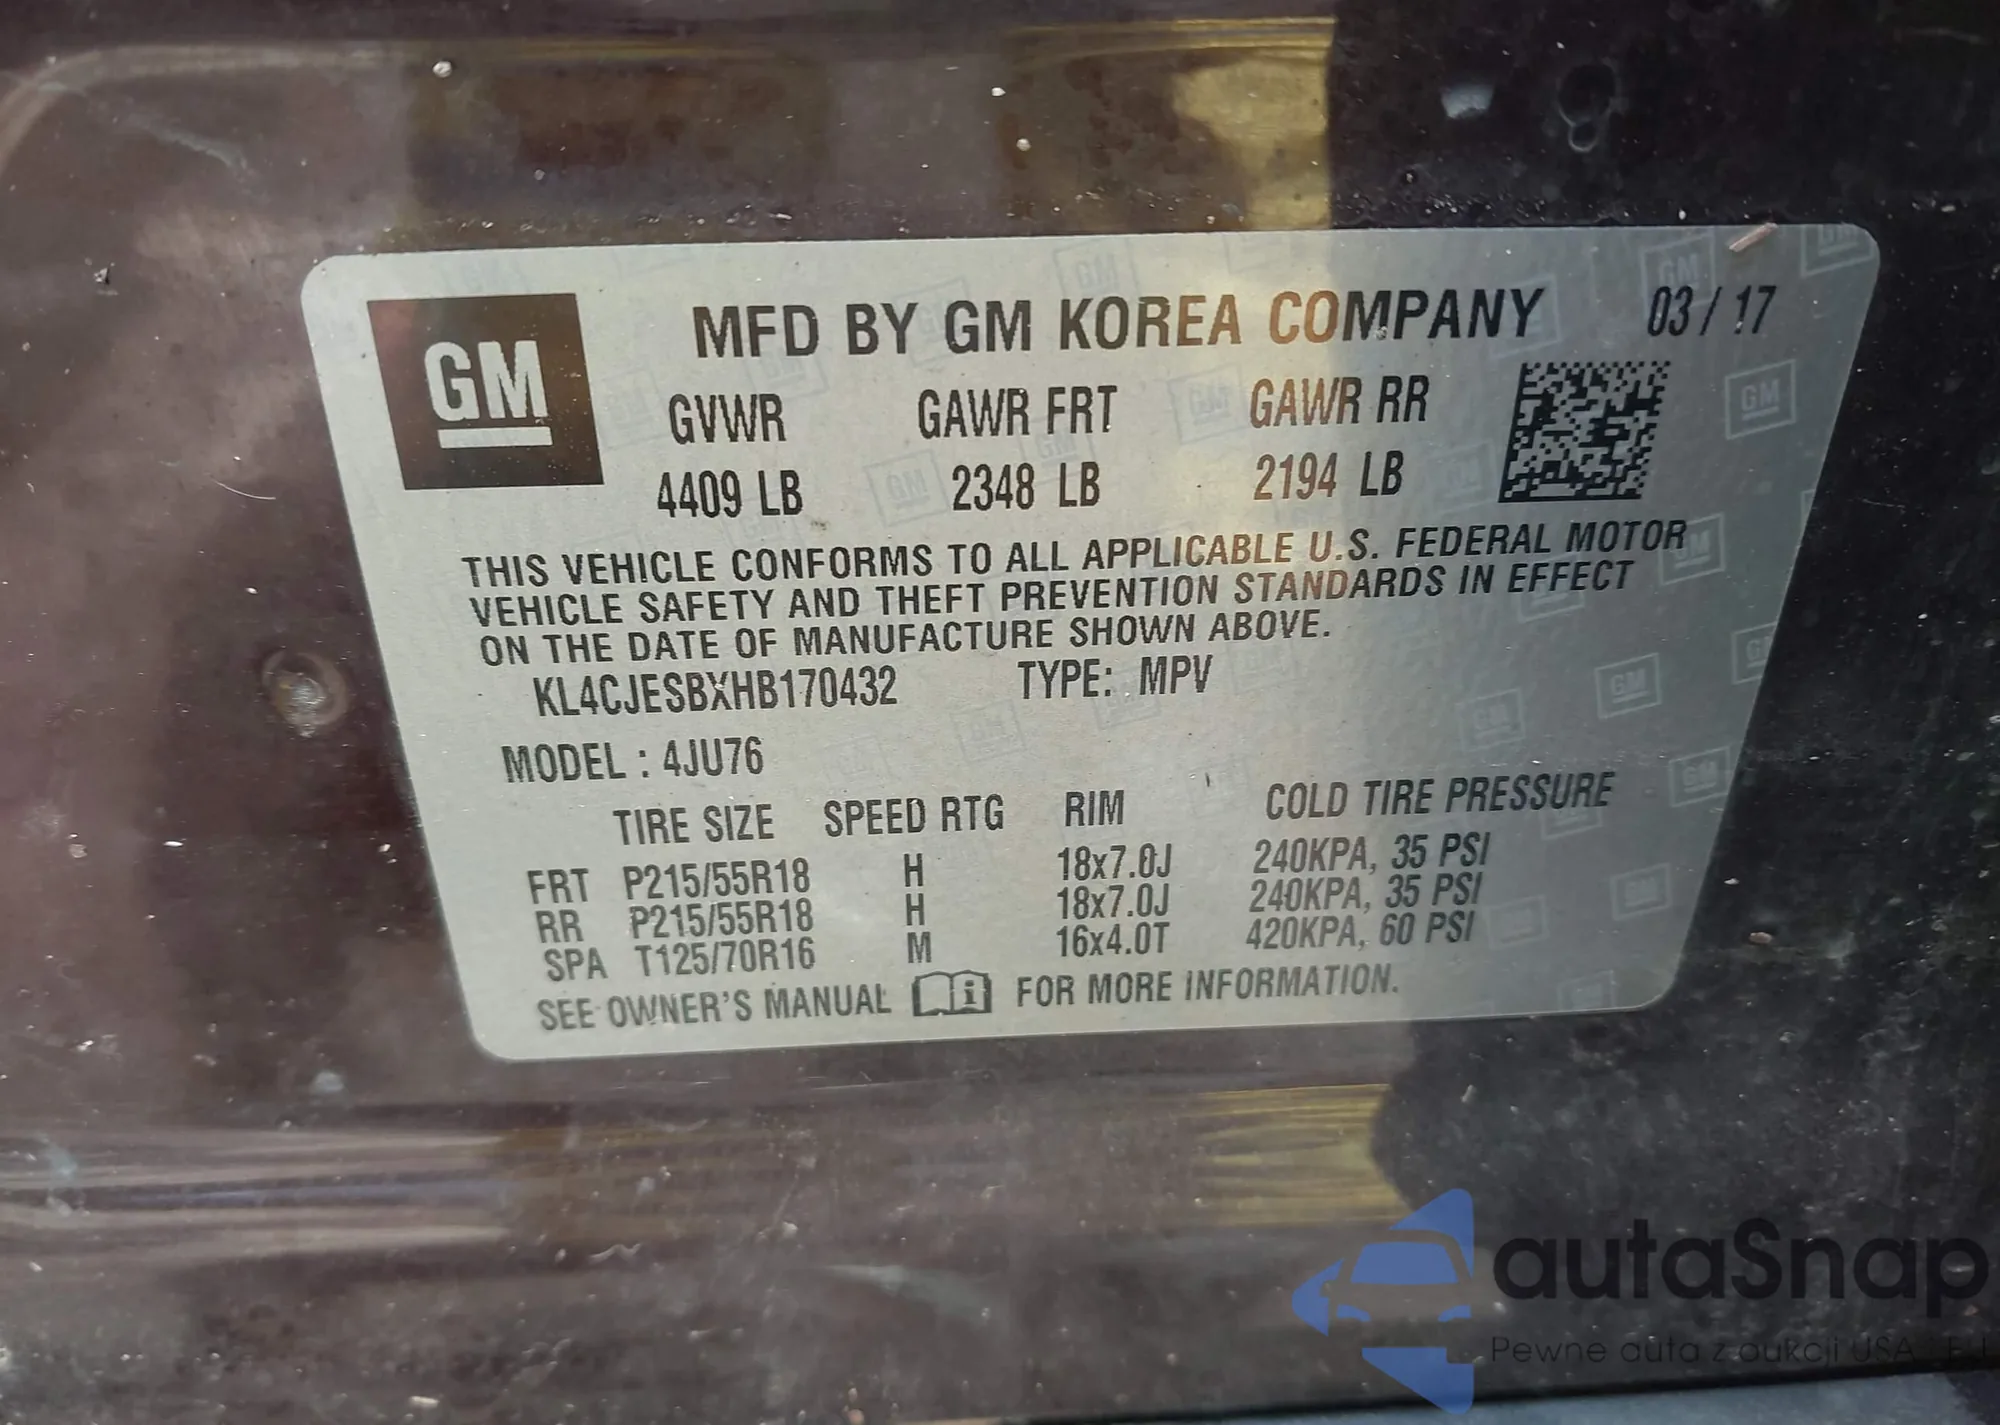 GM
MFD BY GM KOREA COMPANY 03 / 17
GVWR GAWR FRT GAWR RR
4409 LB 2348 LB 2194 LB
THIS VEHICLE CONFORMS TO ALL APPLICABLE U.S. FEDERAL MOTOR
VEHICLE SAFETY AND THEFT PREVENTION STANDARDS IN EFFECT
ON THE DATE OF MANUFACTURE SHOWN ABOVE.
KL4CJESBXHB170432 TYPE: MPV
MODEL : 4JU76
TIRE SIZE SPEED RTG RIM COLD TIRE PRESSURE
FRT P215/55R18 H 18x7.0J 240KPA, 35 PSI
RR P215/55R18 H 18x7.0J 240KPA, 35 PSI
SPA T125/70R16 M 16x4.0T 420KPA, 60 PSI
SEE OWNER'S MANUAL FOR MORE INFORMATION.
autaSnap
Pewne auta z aukcji USA